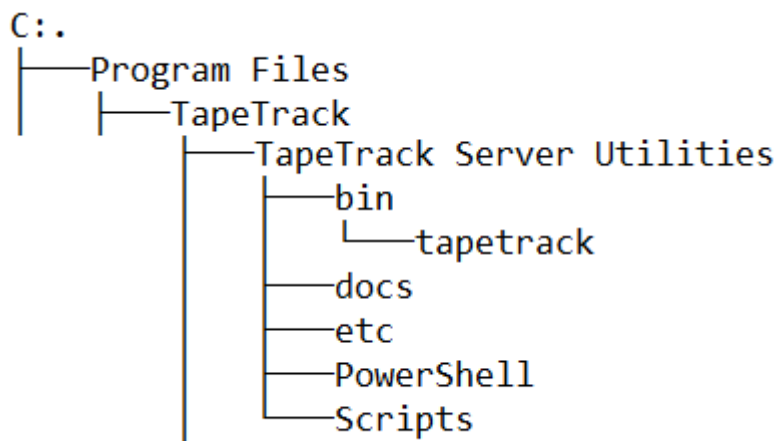 C:.
Program Files
TapeTrack
TapeTrack Server Utilities
bin
tapetrack
docs
etc
PowerShell
Scripts